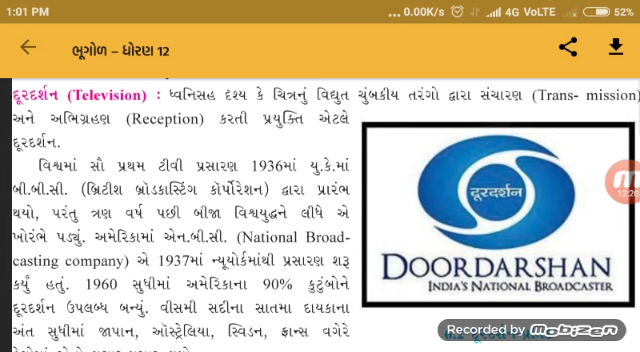 1:01 PM
...0.00K/s 4G VoLTE 52%
ભૂગોળ – ધોરણ 12
દૂરદર્શન (Television) : ધ્વનિસહ દશ્ય કે ચિત્રનું વિદ્યુત ચુંબકીય તરંગો દ્વારા સંચારણ (Trans- mission)
અને અભિગ્રહણ (Reception) કરતી પ્રયુક્તિ એટલે
દૂરદર્શન.
વિશ્વમાં સૌ પ્રથમ ટીવી પ્રસારણ 1936માં યુ.કે.માં
બી.બી.સી. (બ્રિટીશ બ્રૉડકાસ્ટિંગ કૉર્પોરેશન) દ્વારા પ્રારંભ
થયો, પરંતુ ત્રણ વર્ષ પછી બીજા વિશ્વયુદ્ધને લીધે એ
ખોરંભે પડ્યું. અમેરિકામાં એન.બી.સી. (National Broad-
casting company) એ 1937માં ન્યૂયોર્કમાંથી પ્રસારણ શરૂ
કર્યું હતું. 1960 સુધીમાં અમેરિકાના 90% કુટુંબોને
દૂરદર્શન ઉપલબ્ધ બન્યું. વીસમી સદીના સાતમા દાયકાના
અંત સુધીમાં જાપાન, ઑસ્ટ્રેલિયા, સ્વિડન, ફ્રાન્સ વગેરે
दूरदर्शन
DOORDARSHAN
INDIA'S NATIONAL BROADCASTER
12:20
Recorded by Mobizen